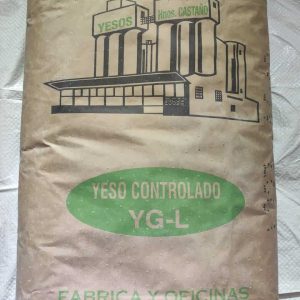 YESOS
Hnos. CASTAÑO
YESO CONTROLADO
YG-L
FABRICA Y OFICINAS